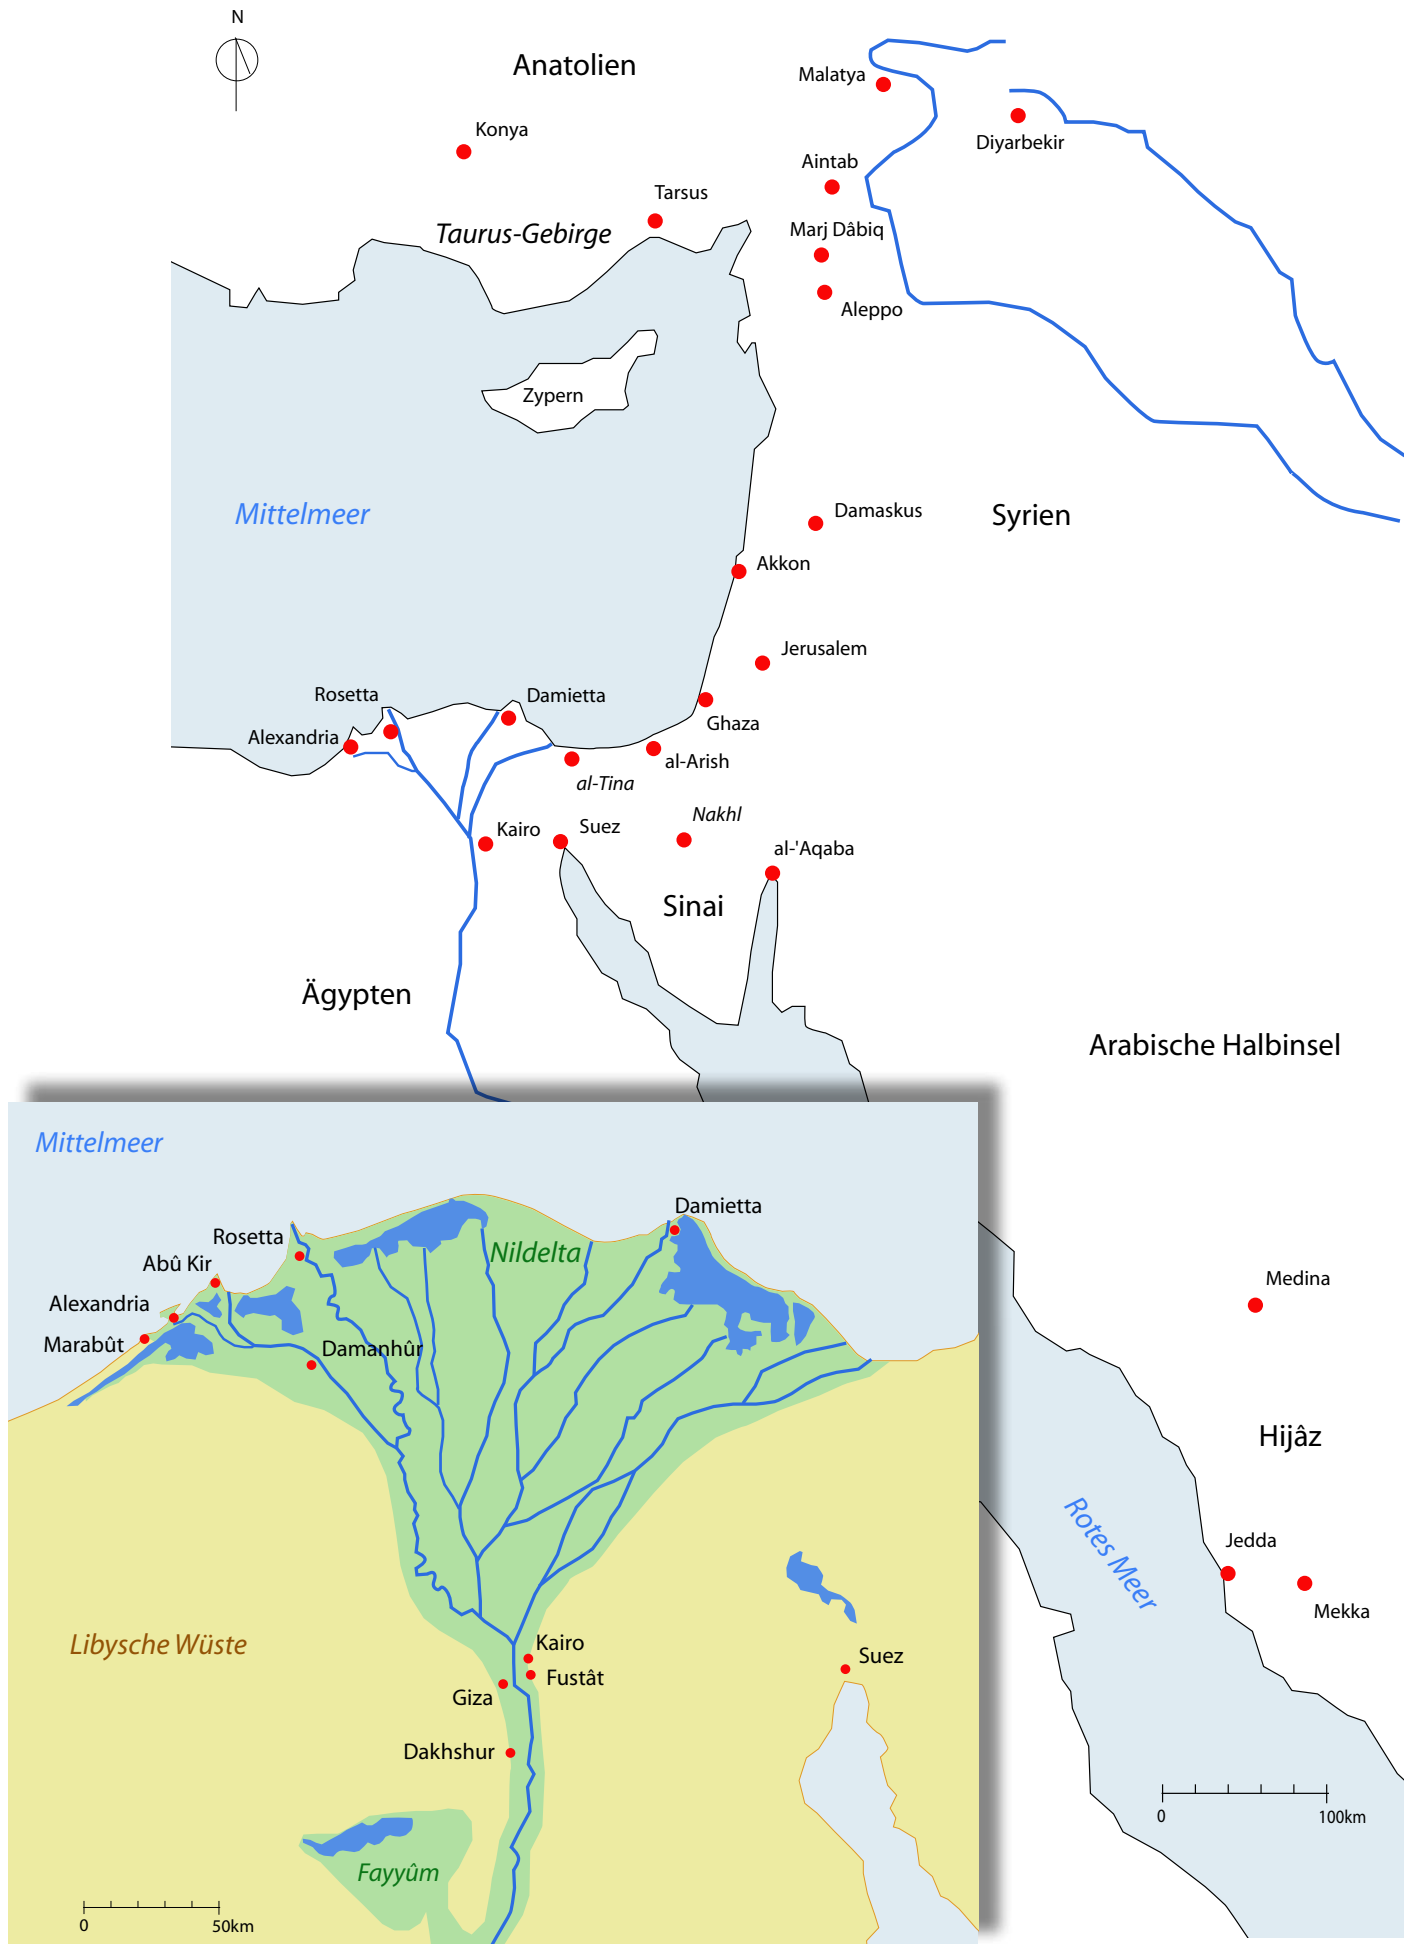 N
Anatolien
Malatya
Konya
Diyarbekir
Aintab
Tarsus
Marj Dâbiq
Taurus-Gebirge
Aleppo
Zypern
Mittelmeer
Damaskus
Syrien
Akkon
Jerusalem
Rosetta
Damietta
Ghaza
Alexandria
al-Arish
al-Tina
Nakhl
Kairo
Suez
al-'Aqaba
Sinai
Ägypten
Arabische Halbinsel
Mittelmeer
Damietta
Rosetta
Nildelta
Abû Kir
Alexandria
Marabût
Damanhûr
Libysche Wüste
Kairo
Fustât
Suez
Giza
Dakhshur
Fayyûm
0
50km
Medina
Hijâz
Rotes Meer
Jedda
Mekka
0
100km